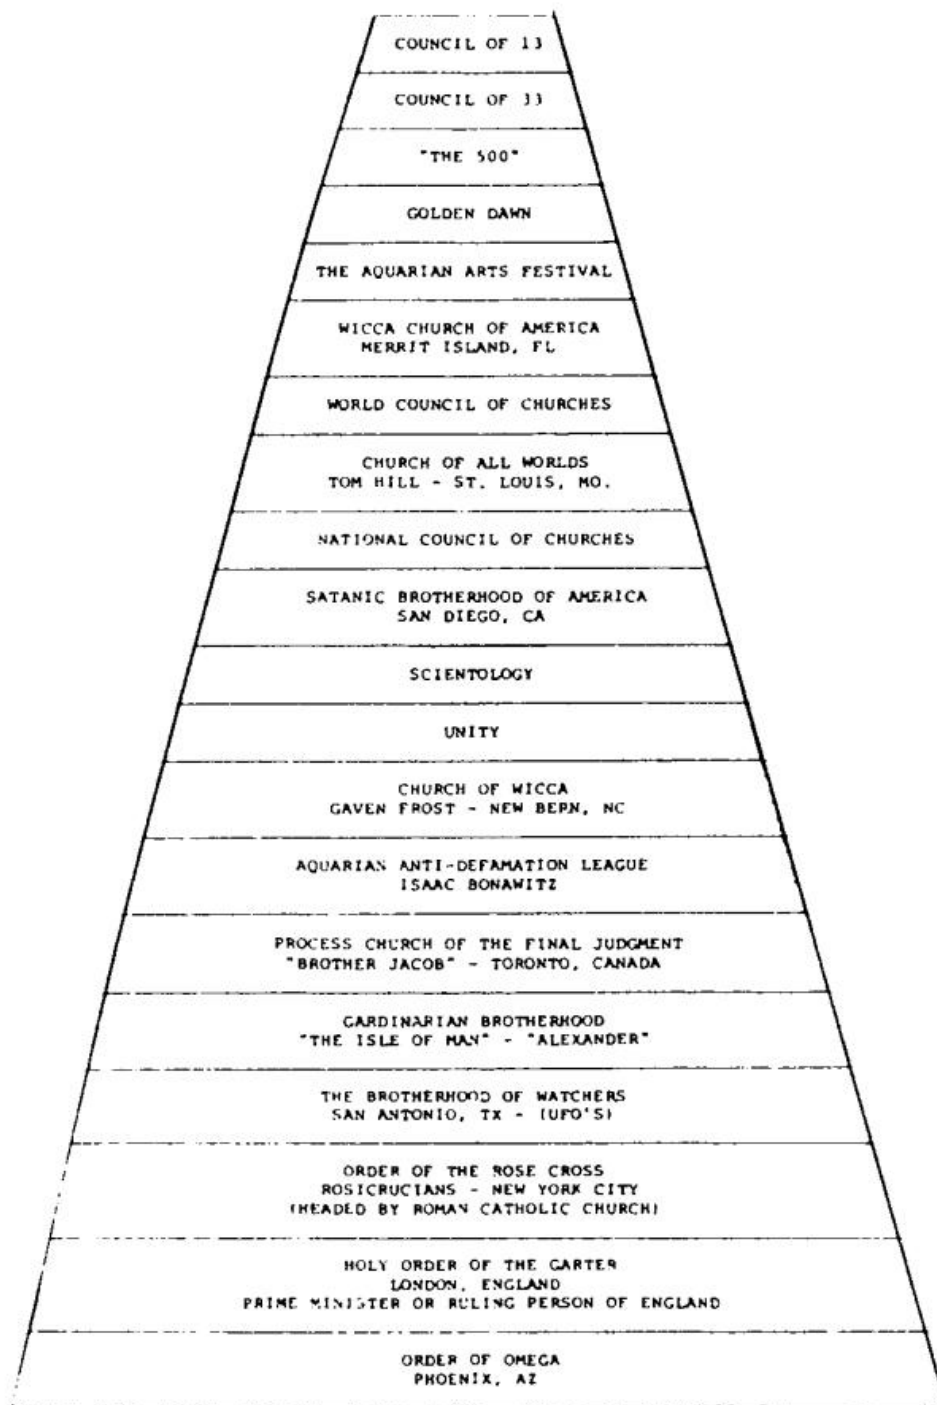 COUNCIL OF 13
COUNCIL OF 33
"THE 500"
GOLDEN DAWN
THE AQUARIAN ARTS FESTIVAL
WICCA CHURCH OF AMERICA
MERRIT ISLAND, FL
WORLD COUNCIL OF CHURCHES
CHURCH OF ALL WORLDS
TOM HILL - ST. LOUIS, MO.
NATIONAL COUNCIL OF CHURCHES
SATANIC BROTHERHOOD OF AMERICA
SAN DIEGO, CA
SCIENTOLOGY
UNITY
CHURCH OF WICCA
GAVEN FROST - NEW BERN, NC
AQUARIAN ANTI-DEFAMATION LEAGUE
ISAAC BONAWITZ
PROCESS CHURCH OF THE FINAL JUDGMENT
"BROTHER JACOB" - TORONTO, CANADA
GARDINARIAN BROTHERHOOD
"THE ISLE OF MAN" - "ALEXANDER"
THE BROTHERHOOD OF WATCHERS
SAN ANTONIO, TX - (UFO'S)
ORDER OF THE ROSE CROSS
ROSICRUCIANS - NEW YORK CITY
(HEADED BY ROMAN CATHOLIC CHURCH)
HOLY ORDER OF THE GARTER
LONDON, ENGLAND
PRIME MINISTER OR RULING PERSON OF ENGLAND
ORDER OF OMEGA
PHOENIX, AZ